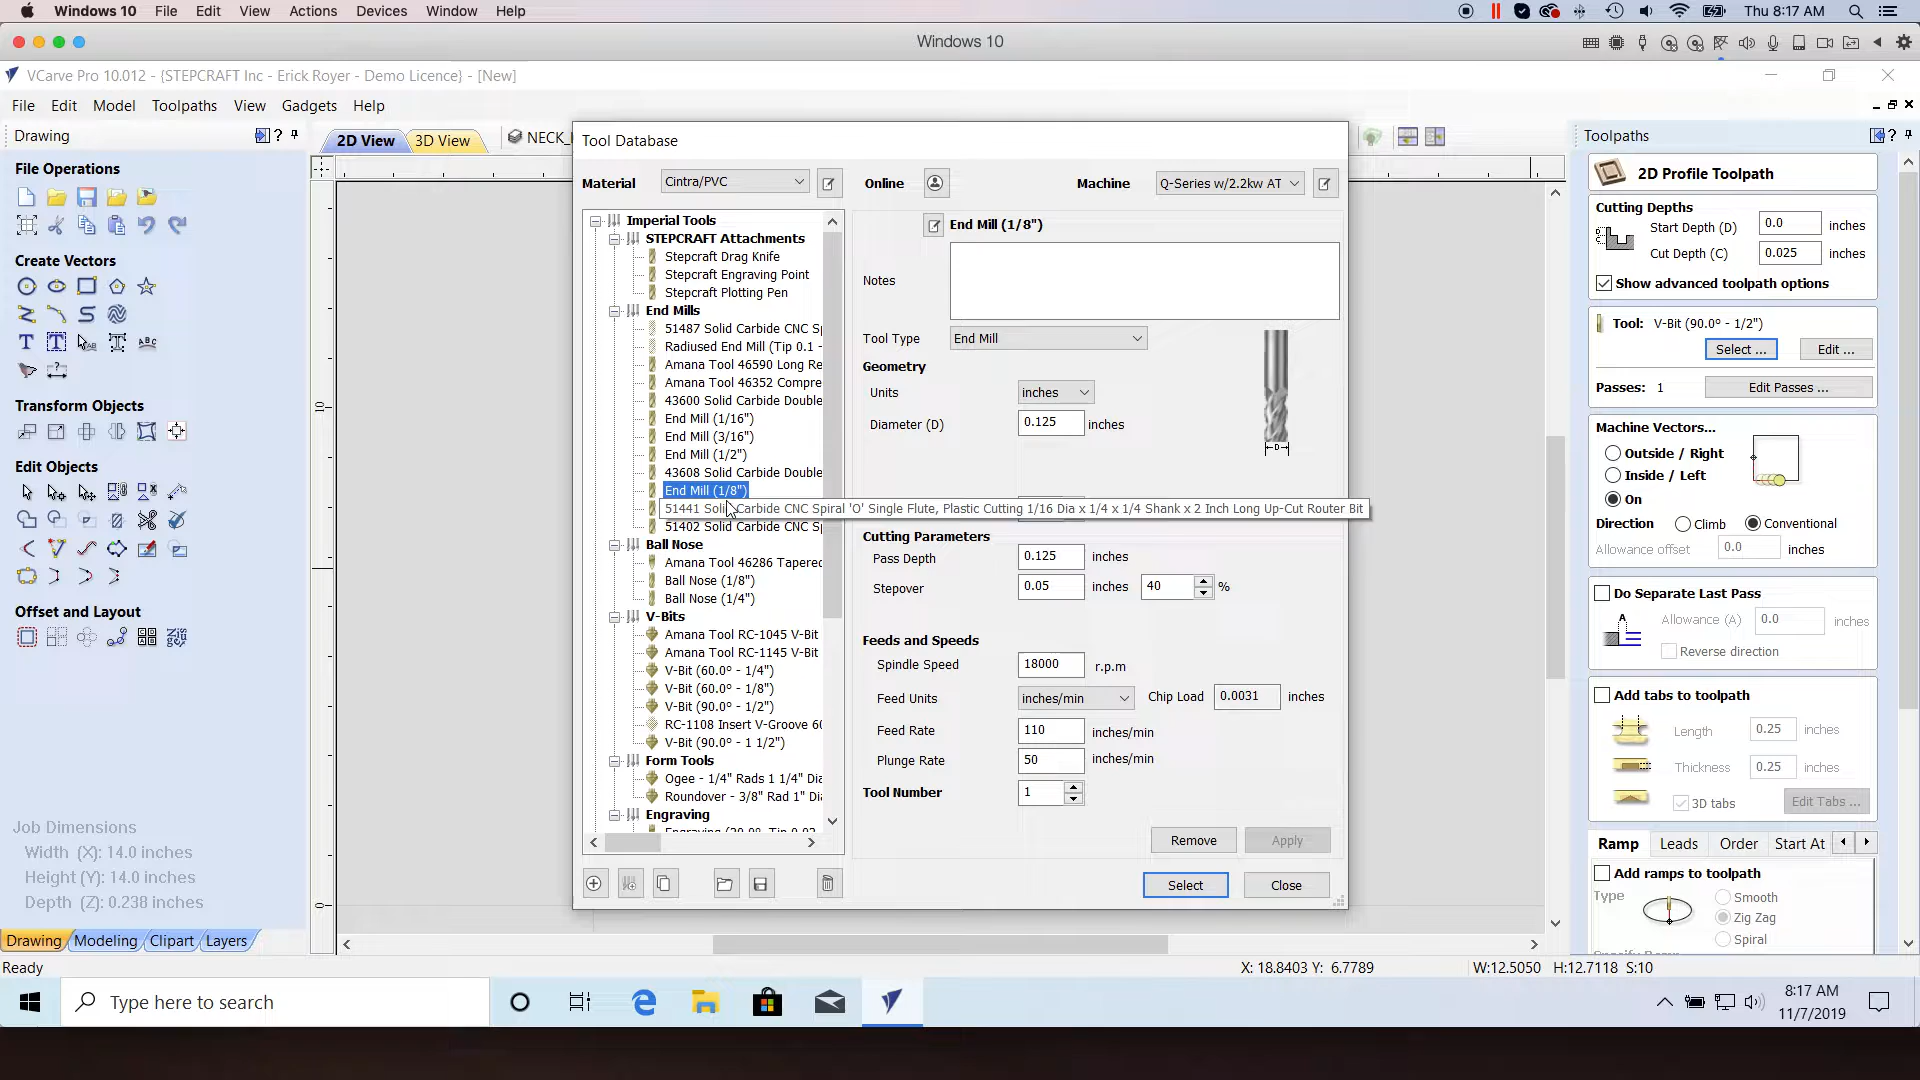 Windows 10 File Edit View Actions Devices Window Help Thu 8:17 AM
Windows 10
VCarve Pro 10.012 - {STEPCRAFT Inc - Erick Royer - Demo Licence} - [New]
File Edit Model Toolpaths View Gadgets Help
Drawing
File Operations
Create Vectors
Transform Objects
Edit Objects
Offset and Layout
Job Dimensions
Width (X): 14.0 inches
Height (Y): 14.0 inches
Depth (Z): 0.238 inches
Drawing Modeling Clipart Layers
Ready
2D View 3D View
10
0
Tool Database
Material Cintra/PVC Online Machine Q-Series w/2.2kw AT
Imperial Tools
STEPCRAFT Attachments
Stepcraft Drag Knife
Stepcraft Engraving Point
Stepcraft Plotting Pen
End Mills
51487 Solid Carbide CNC Sp
Radiused End Mill (Tip 0.1 -
Amana Tool 46590 Long Re
Amana Tool 46352 Compre
43600 Solid Carbide Double
End Mill (1/16")
End Mill (3/16")
End Mill (1/2")
43608 Solid Carbide Double
End Mill (1/8")
51441 Solid Carbide CNC Spiral 'O' Single Flute, Plastic Cutting 1/16 Dia x 1/4 x 1/4 Shank x 2 Inch Long Up-Cut Router Bit
51402 Solid Carbide CNC Sp
Ball Nose
Amana Tool 46286 Tapered
Ball Nose (1/8")
Ball Nose (1/4")
V-Bits
Amana Tool RC-1045 V-Bit
Amana Tool RC-1145 V-Bit
V-Bit (60.0° - 1/4")
V-Bit (60.0° - 1/8")
V-Bit (90.0° - 1/2")
RC-1108 Insert V-Groove 60
V-Bit (90.0° - 1 1/2")
Form Tools
Ogee - 1/4" Rads 1 1/4" Dia
Roundover - 3/8" Rad 1" Dia
Engraving
End Mill (1/8")
Notes
Tool Type End Mill
Geometry
Units inches
Diameter (D) 0.125 inches
D
Cutting Parameters
Pass Depth 0.125 inches
Stepover 0.05 inches 40 %
Feeds and Speeds
Spindle Speed 18000 r.p.m
Feed Units inches/min Chip Load 0.0031 inches
Feed Rate 110 inches/min
Plunge Rate 50 inches/min
Tool Number 1
Remove Apply
Select Close
Toolpaths
2D Profile Toolpath
Cutting Depths
Start Depth (D) 0.0 inches
Cut Depth (C) 0.025 inches
Show advanced toolpath options
Tool: V-Bit (90.0° - 1/2")
Select ... Edit ...
Passes: 1 Edit Passes ...
Machine Vectors...
Outside / Right
Inside / Left
On
Direction Climb Conventional
Allowance offset 0.0 inches
Do Separate Last Pass
A Allowance (A) 0.0 inches
Reverse direction
Add tabs to toolpath
Length 0.25 inches
Thickness 0.25 inches
3D tabs Edit Tabs ...
Ramp Leads Order Start At
Add ramps to toolpath
Type Smooth
Zig Zag
Spiral
X: 18.8403 Y: 6.7789 W:12.5050 H:12.7118 S:10
Type here to search
8:17 AM
11/7/2019